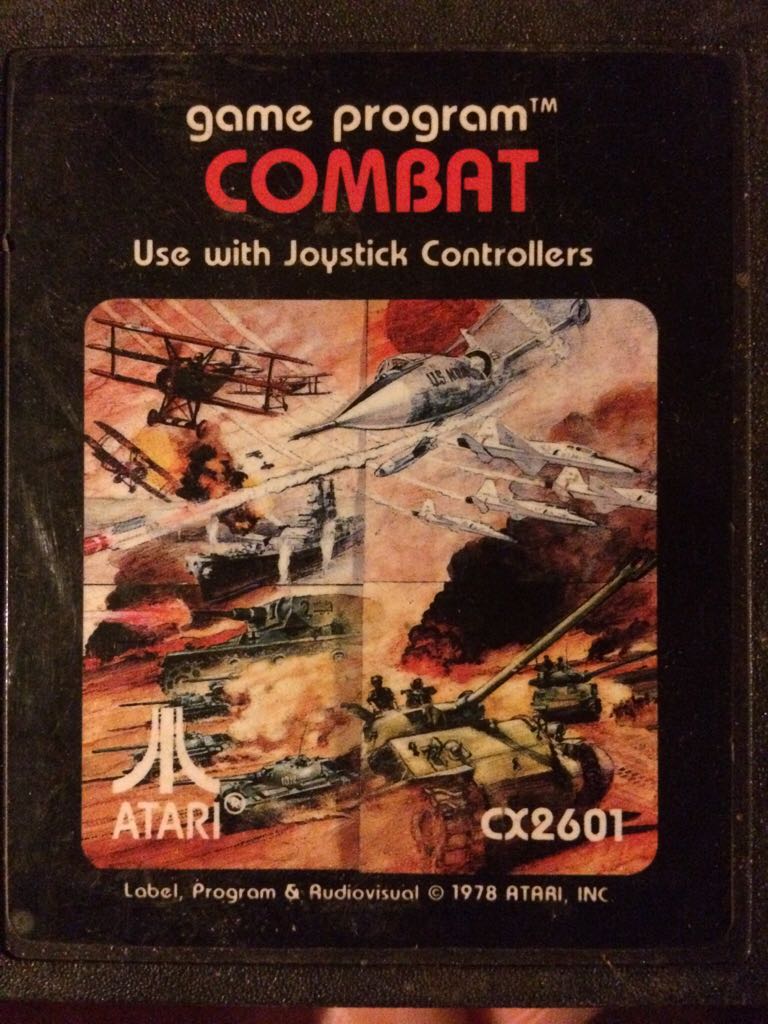 game program™
COMBAT
Use with Joystick Controllers
ATARI®
CX2601
Label, Program & Audiovisual © 1978 ATARI, INC